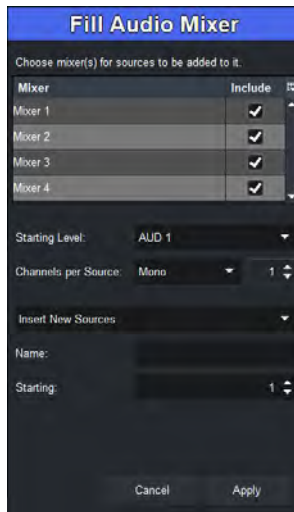 Fill Audio Mixer
Choose mixer(s) for sources to be added to it.
Mixer Include
Mixer 1
Mixer 2
Mixer 3
Mixer 4
Starting Level: AUD 1
Channels per Source: Mono 1
Insert New Sources
Name:
Starting: 1
Cancel Apply